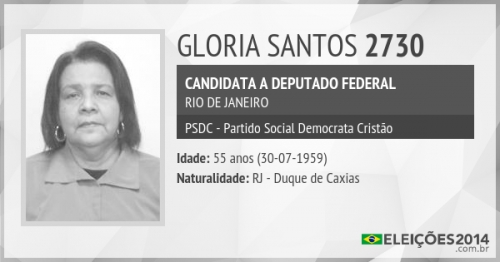 GLORIA SANTOS 2730
CANDIDATA A DEPUTADO FEDERAL
RIO DE JANEIRO
PSDC - Partido Social Democrata Cristão
Idade: 55 anos (30-07-1959)
Naturalidade: RJ - Duque de Caxias
ELEIÇÕES2014
.com.br